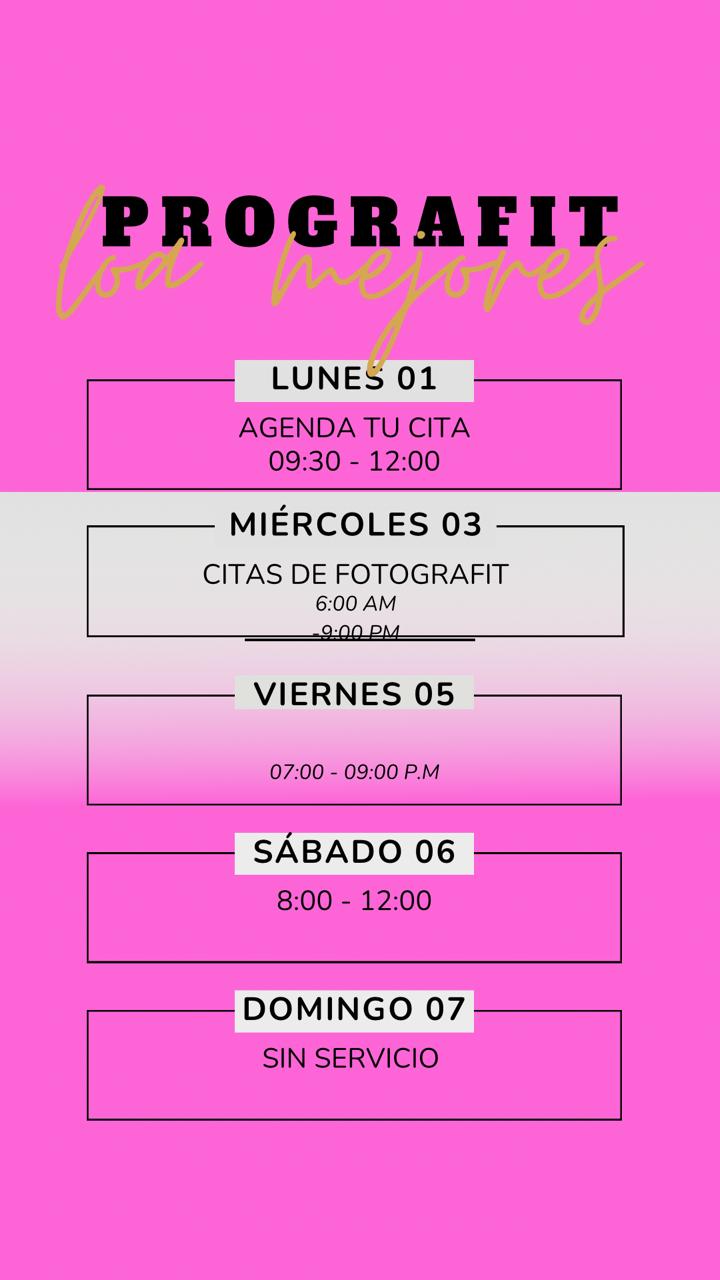 PROGRAFIT
loa mejores
LUNES 01
AGENDA TU CITA
09:30 - 12:00
MIÉRCOLES 03
CITAS DE FOTOGRAFIT
6:00 AM
-9:00 PM
VIERNES 05
07:00 - 09:00 P.M
SÁBADO 06
8:00 - 12:00
DOMINGO 07
SIN SERVICIO